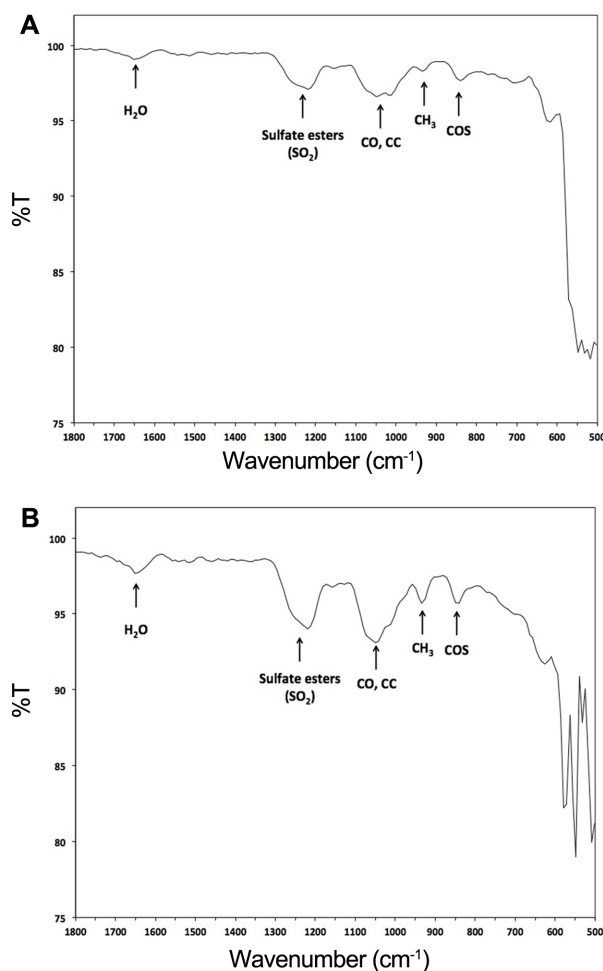 A
100
95
90
85
80
75
%T
H₂O
Sulfate esters
(SO₂)
CO, CC
CH₃
COS
1800 1700 1600 1500 1400 1300 1200 1100 1000 900 800 700 600 500
Wavenumber (cm⁻¹)
B
100
95
90
85
80
75
%T
H₂O
Sulfate esters
(SO₂)
CO, CC
CH₃
COS
1800 1700 1600 1500 1400 1300 1200 1100 1000 900 800 700 600 500
Wavenumber (cm⁻¹)